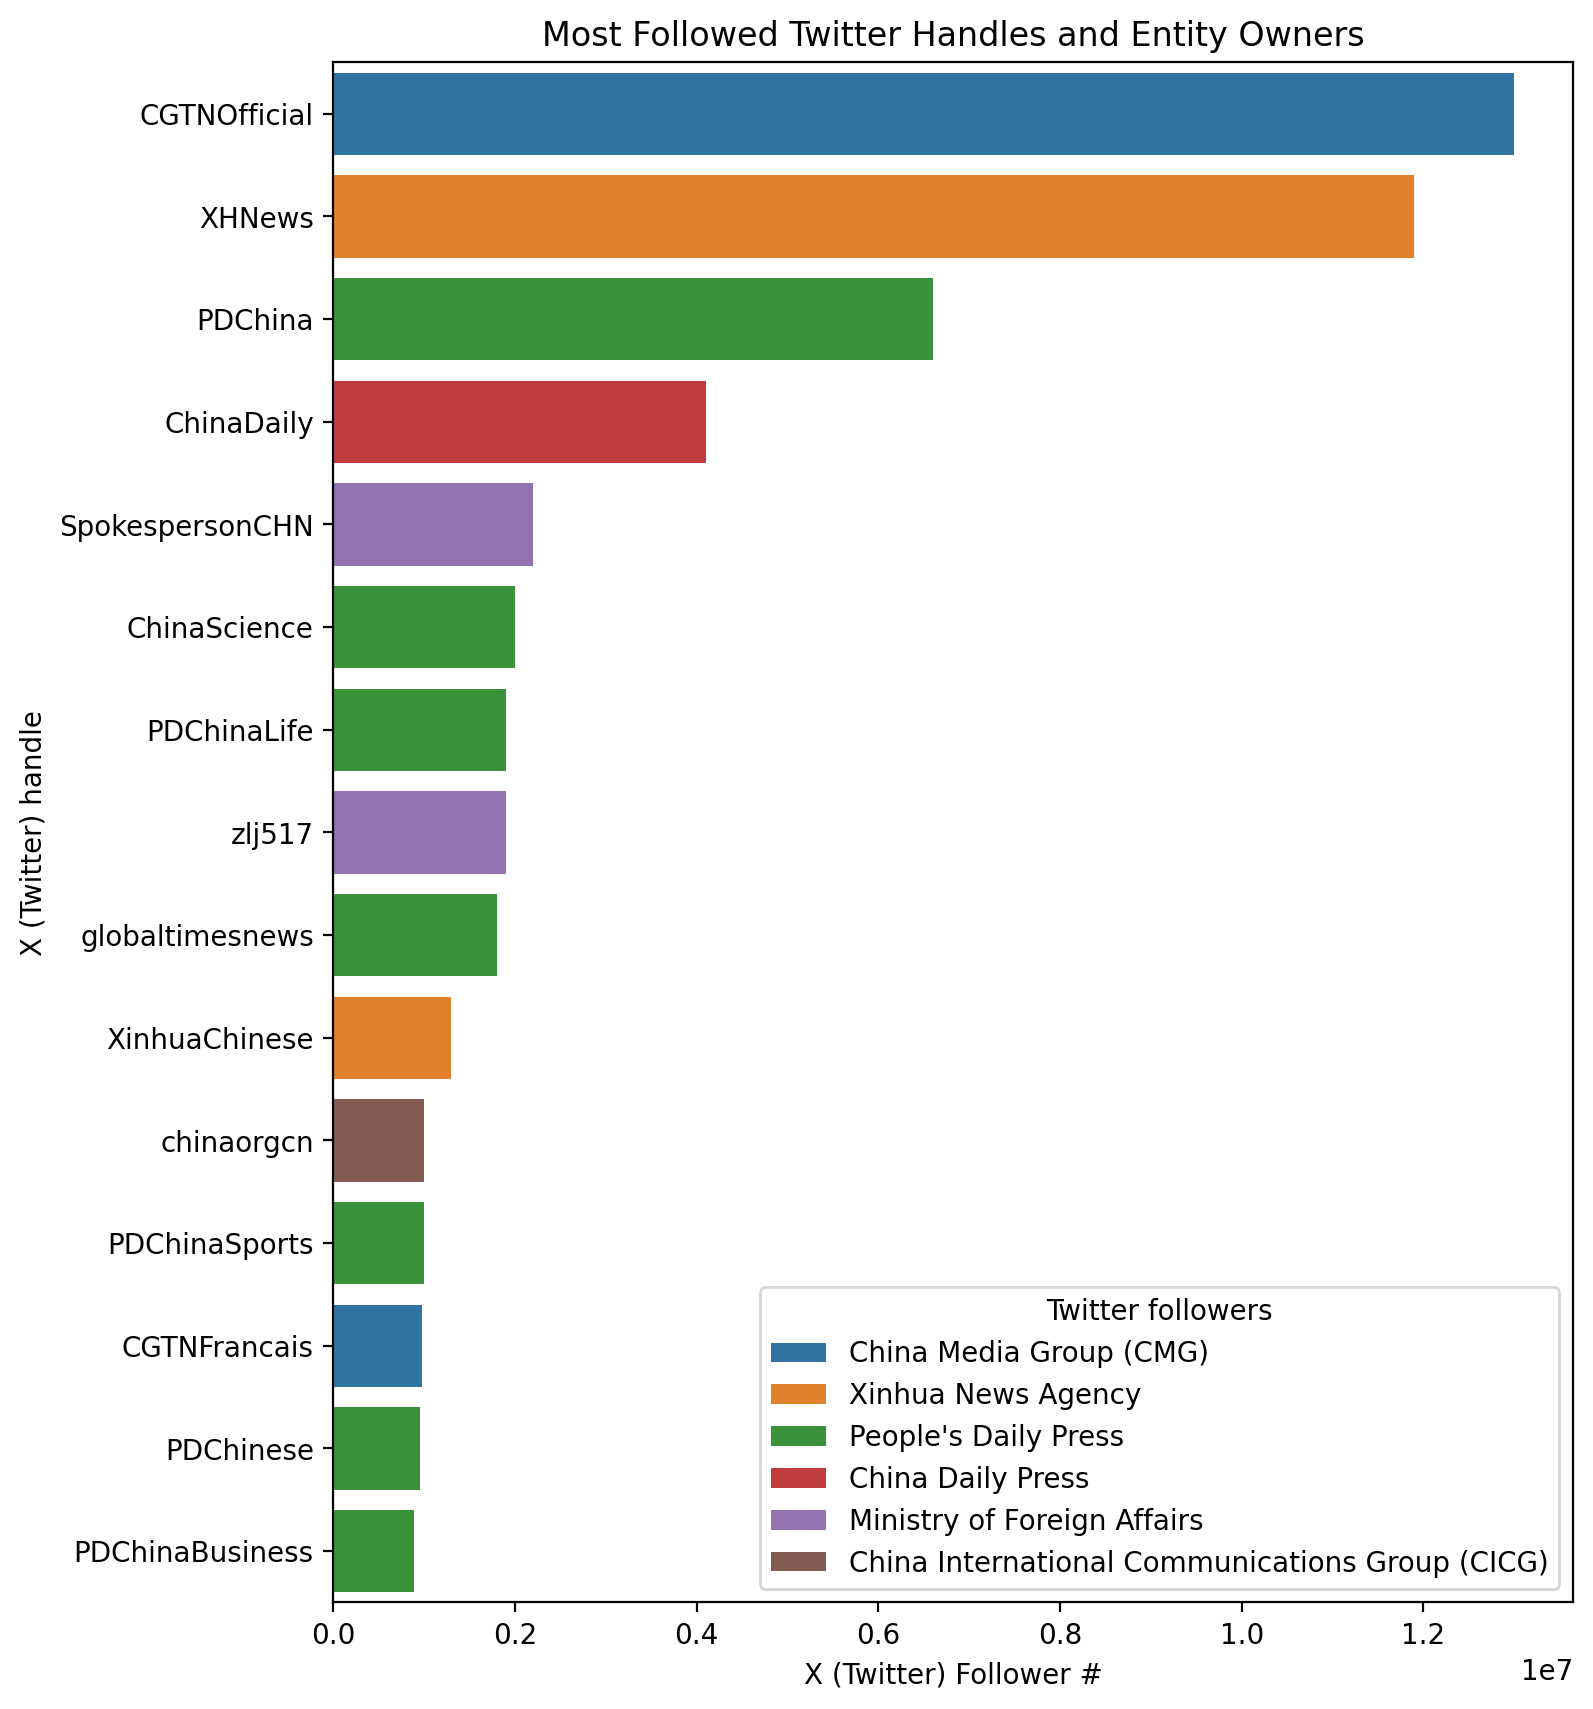 Most Followed Twitter Handles and Entity Owners
CGTNOfficial
XHNews
PDChina
ChinaDaily
SpokespersonCHN
ChinaScience
PDChinaLife
zlj517
globaltimesnews
XinhuaChinese
chinaorgcn
PDChinaSports
CGTNFrancais
PDChinese
PDChinaBusiness
X (Twitter) handle
Twitter followers
China Media Group (CMG)
Xinhua News Agency
People's Daily Press
China Daily Press
Ministry of Foreign Affairs
China International Communications Group (CICG)
0.0 0.2 0.4 0.6 0.8 1.0 1.2
1e7
X (Twitter) Follower #